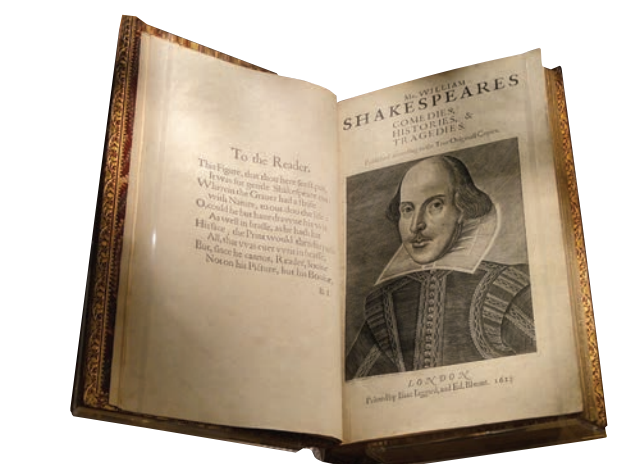 To the Reader.
This Figure, that thou here seest put,
It was for gentle Shakespeare cut;
Wherein the Grauer had a strife
with Nature, to out-doo the life:
O, could he but haue drawne his wit
As well in brasse, as he hath hit
His face; the Print would then surpasse
All, that vvas euer vvrit in brasse.
But, since he cannot, Reader, looke
Not on his Picture, but his Booke.
B. I.
Mr. WILLIAM
SHAKESPEARES
COMEDIES,
HISTORIES, &
TRAGEDIES.
Published according to the True Originall Copies.
LONDON
Printed by Isaac Iaggard, and Ed. Blount. 1623